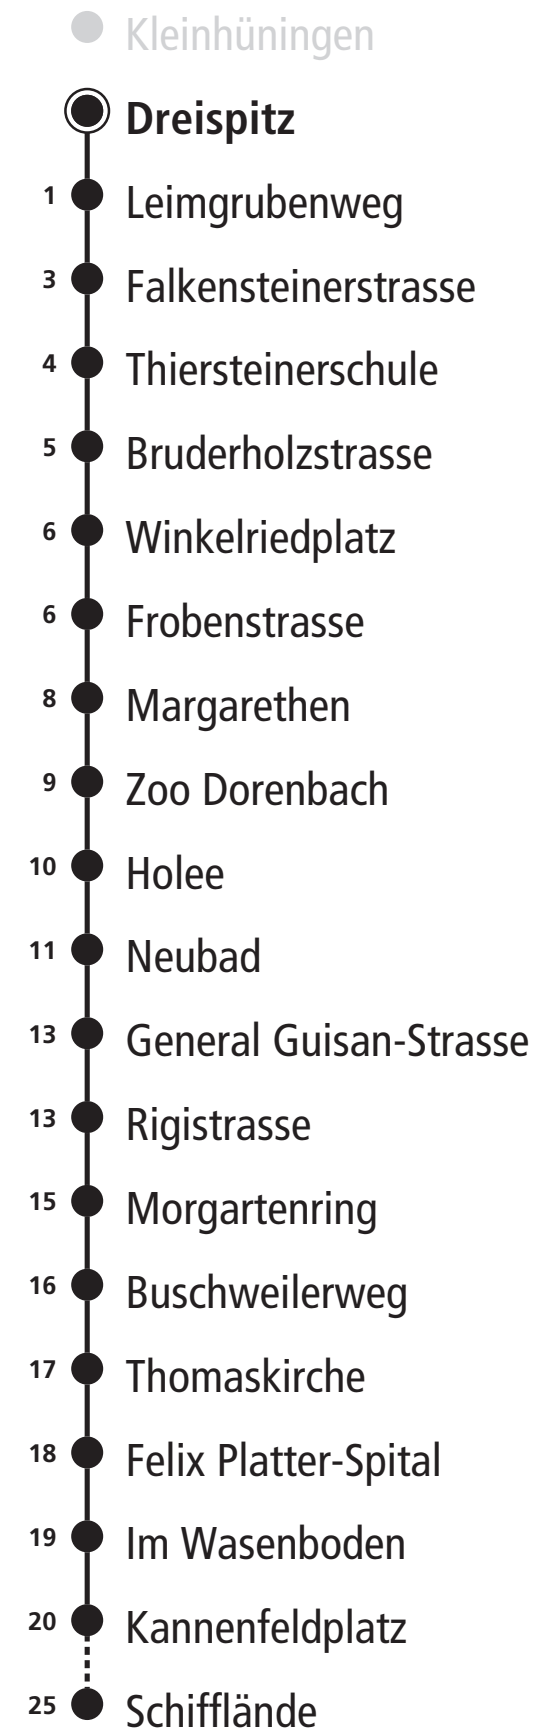 Kleinhüningen
Dreispitz
1 Leimgrubenweg
3 Falkensteinerstrasse
4 Thiersteinerschule
5 Bruderholzstrasse
6 Winkelriedplatz
6 Frobenstrasse
8 Margarethen
9 Zoo Dorenbach
10 Holee
11 Neubad
13 General Guisan-Strasse
13 Rigistrasse
15 Morgartenring
16 Buschweilerweg
17 Thomaskirche
18 Felix Platter-Spital
19 Im Wasenboden
20 Kannenfeldplatz
25 Schifflände